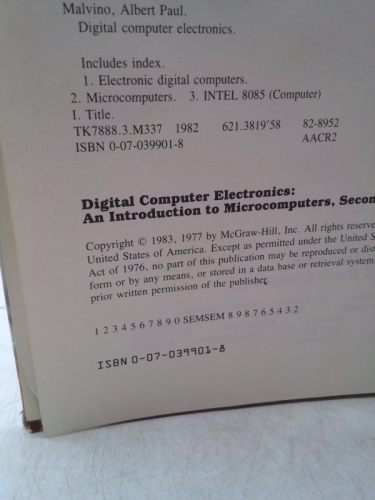 Malvino, Albert Paul.
Digital computer electronics.
Includes index.
1. Electronic digital computers.
2. Microcomputers. 3. INTEL 8085 (Computer)
I. Title.
TK7888.3.M337 1982 621.3819'58 82-8952
ISBN 0-07-039901-8 AACR2
Digital Computer Electronics:
An Introduction to Microcomputers, Secon
Copyright © 1983, 1977 by McGraw-Hill, Inc. All rights reserve
United States of America. Except as permitted under the United S
Act of 1976, no part of this publication may be reproduced or dist
form or by any means, or stored in a data base or retrieval system
prior written permission of the publisher.
1 2 3 4 5 6 7 8 9 0 SEMSEM 8 9 8 7 6 5 4 3 2
ISBN 0-07-039901-8